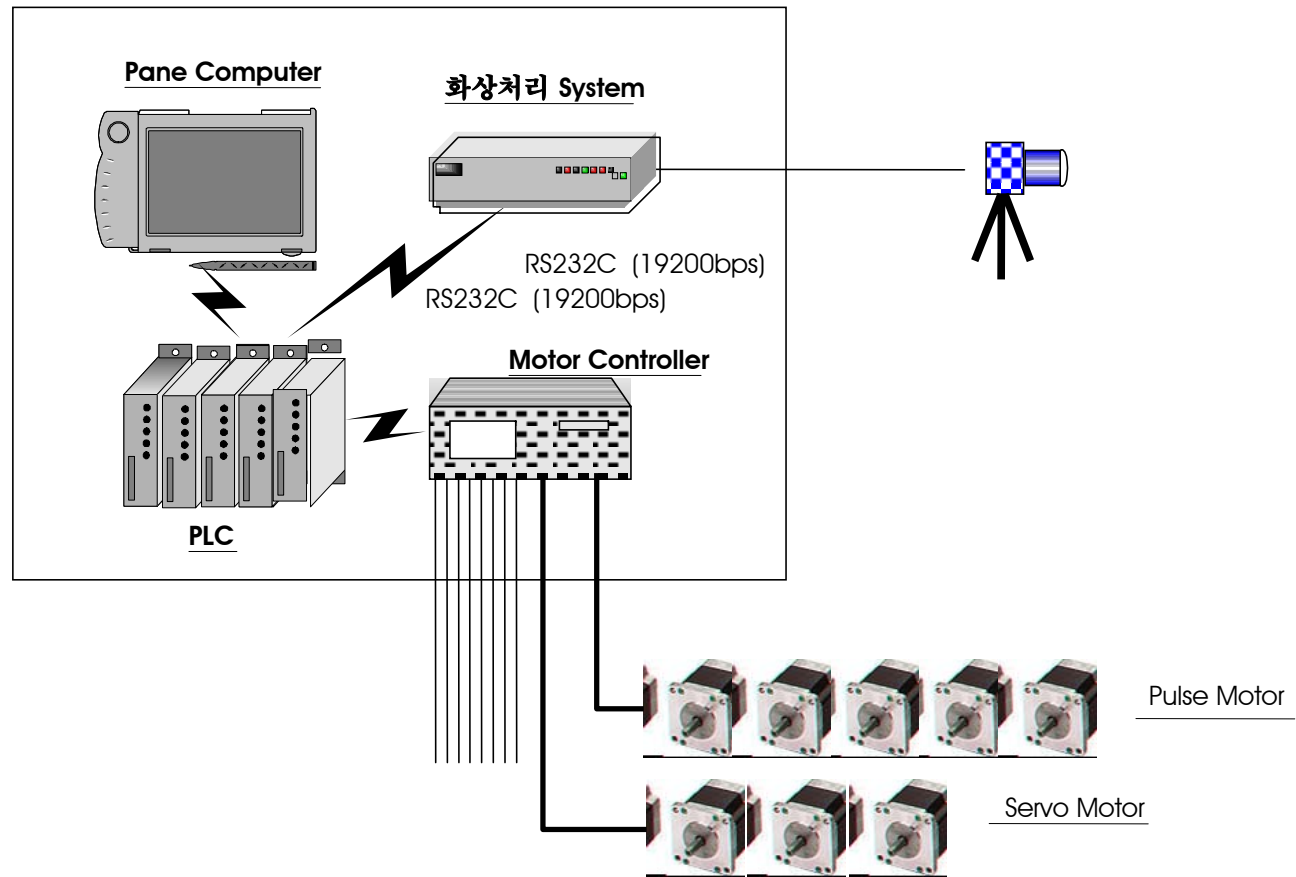 Pane Computer
화상처리 System
RS232C (19200bps)
RS232C (19200bps)
Motor Controller
PLC
Pulse Motor
Servo Motor